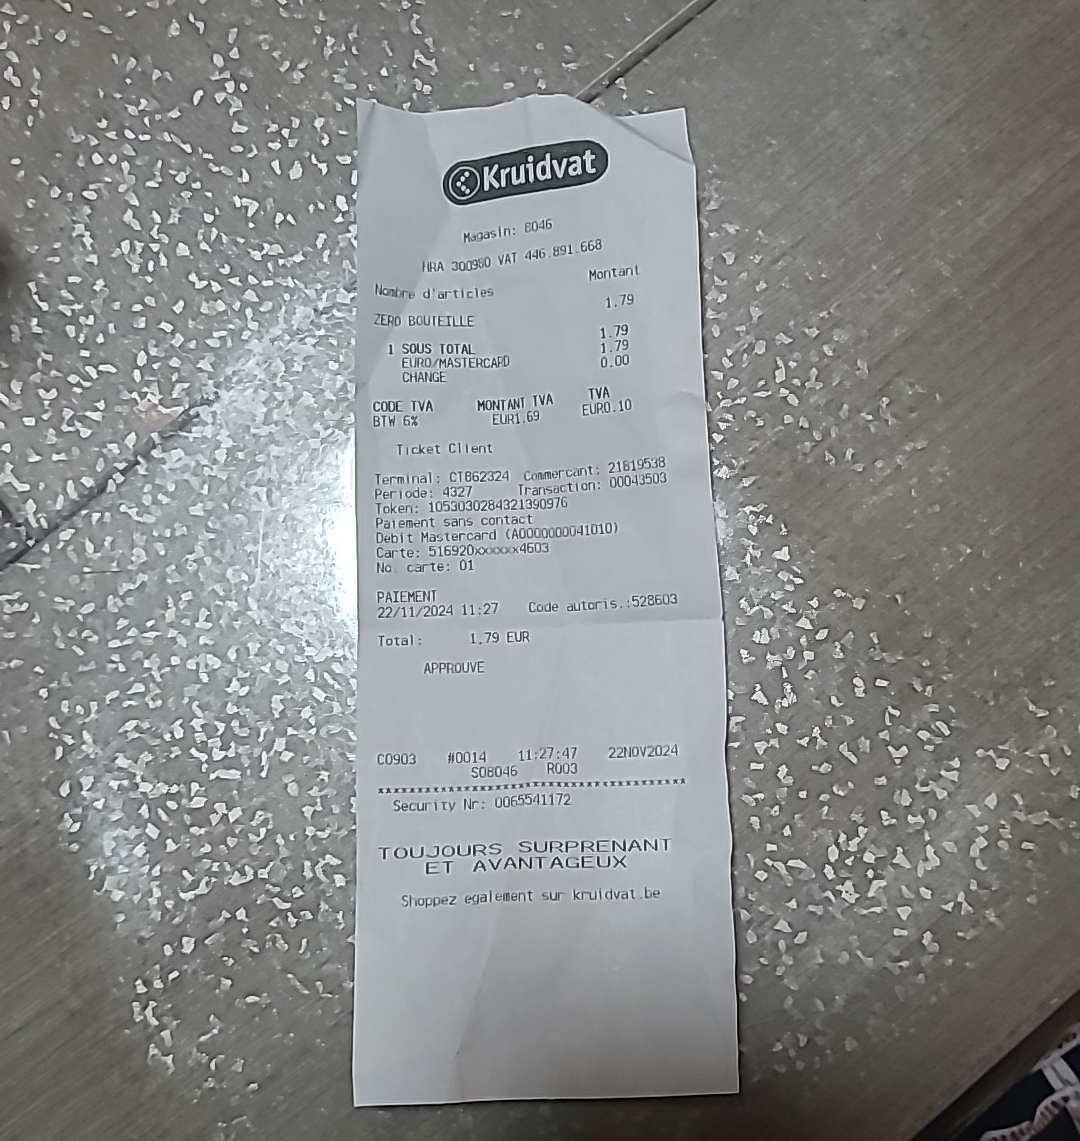 Kruidvat
Magasin: 8046
HRA 300980 VAT 446.891.668
Nombre d'articles Montant
ZERO BOUTEILLE 1.79
1 SOUS TOTAL 1.79
EURO/MASTERCARD 1.79
CHANGE 0.00
CODE TVA MONTANT TVA TVA
BTW 6% EUR1.69 EUR0.10
Ticket Client
Terminal: CTB62324 Commercant: 21819538
Periode: 4327 Transaction: 00043503
Token: 1053030284321390976
Paiement sans contact
Debit Mastercard (A0000000041010)
Carte: 516920xxxxxx4603
No. carte: 01
PAIEMENT
22/11/2024 11:27 Code autoris.:528603
Total: 1.79 EUR
APPROUVE
C0903 #0014 11:27:47 22NOV2024
S08046 R003
****************************************
Security Nr: 0065541172
TOUJOURS SURPRENANT
ET AVANTAGEUX
Shoppez egalement sur kruidvat.be